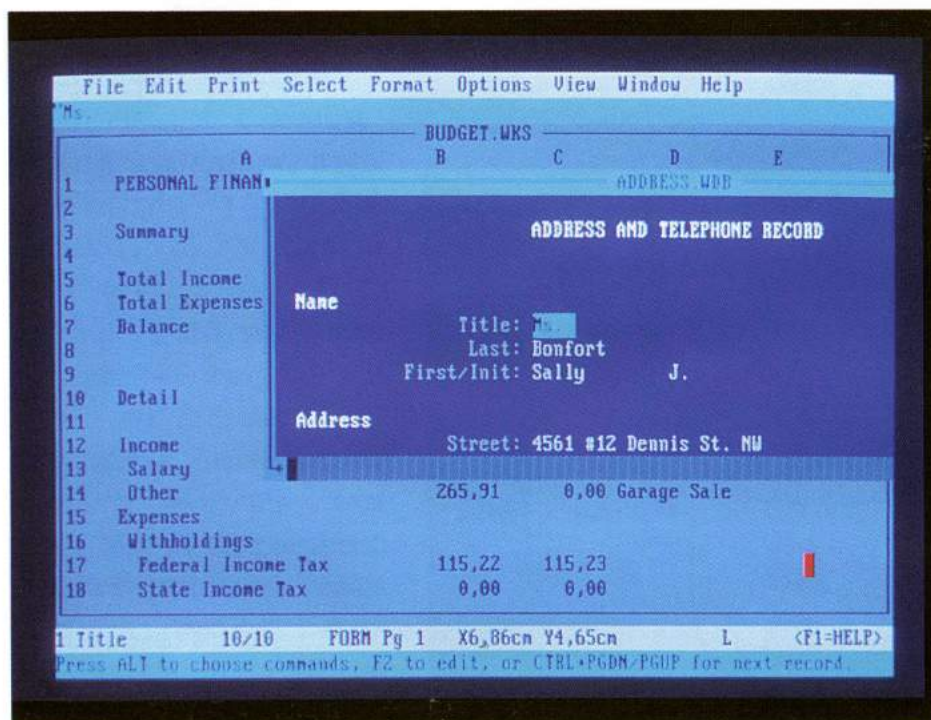 File Edit Print Select Format Options View Window Help
"Ms.
BUDGET.WKS
A B C D E
1 PERSONAL FINAN
ADDRESS.WDB
2
3 Summary
ADDRESS AND TELEPHONE RECORD
4
5 Total Income
6 Total Expenses
Name
7 Balance
Title: Ms.
8
Last: Bonfort
9
First/Init: Sally J.
10 Detail
11
Address
12 Income
Street: 4561 #12 Dennis St. NW
13 Salary
14 Other 265,91 0,00 Garage Sale
15 Expenses
16 Withholdings
17 Federal Income Tax 115,22 115,23
18 State Income Tax 0,00 0,00
1 Title 10/10 FORM Pg 1 X6,86cm Y4,65cm L <F1=HELP>
Press ALT to choose commands, F2 to edit, or CTRL+PGDN/PGUP for next record.